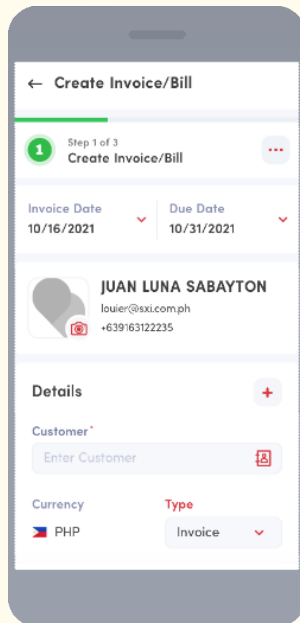 ← Create Invoice/Bill
1
Step 1 of 3
Create Invoice/Bill
Invoice Date
10/16/2021
Due Date
10/31/2021
JUAN LUNA SABAYTON
louier@sxi.com.ph
+639163122235
Details
+
Customer*
Enter Customer
Currency
PHP
Type
Invoice